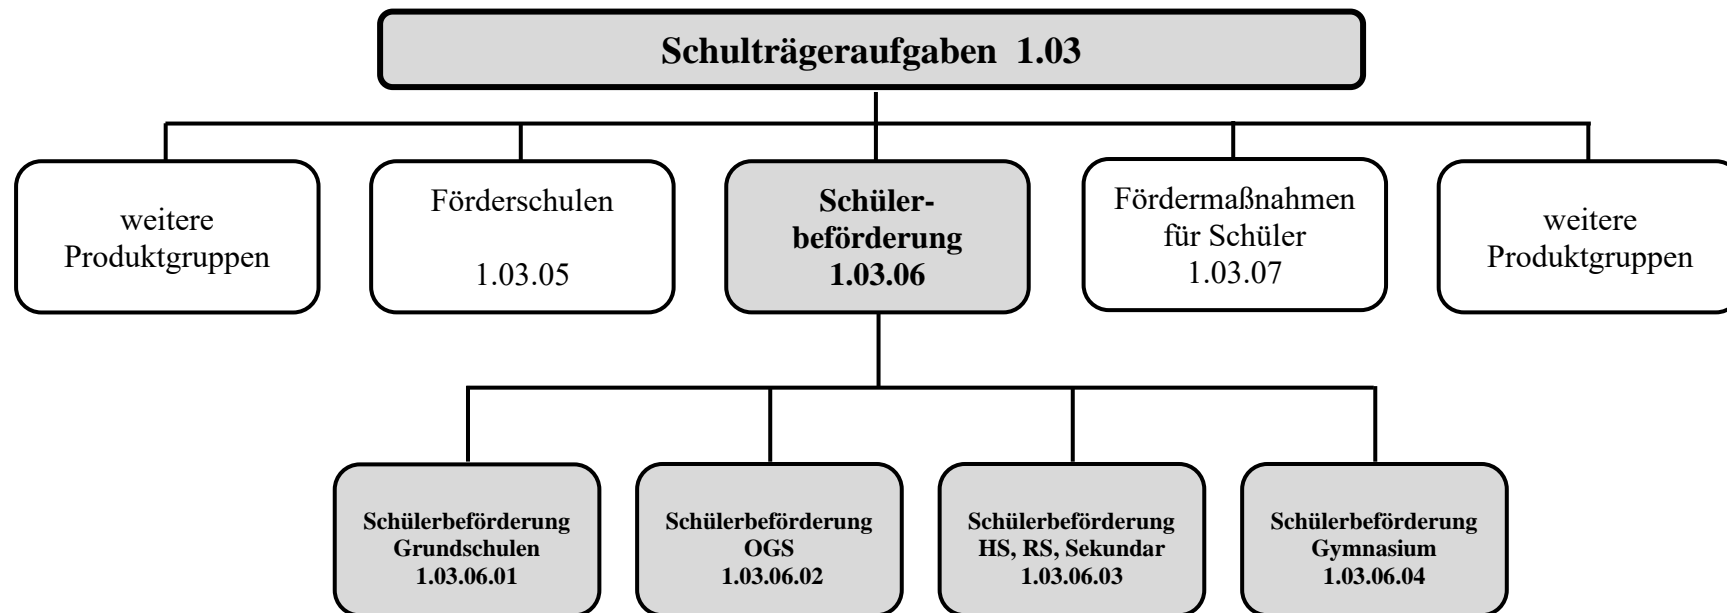 Schulträgeraufgaben 1.03
weitere
Produktgruppen
Förderschulen
1.03.05
Schüler-
beförderung
1.03.06
Fördermaßnahmen
für Schüler
1.03.07
weitere
Produktgruppen
Schülerbeförderung
Grundschulen
1.03.06.01
Schülerbeförderung
OGS
1.03.06.02
Schülerbeförderung
HS, RS, Sekundar
1.03.06.03
Schülerbeförderung
Gymnasium
1.03.06.04